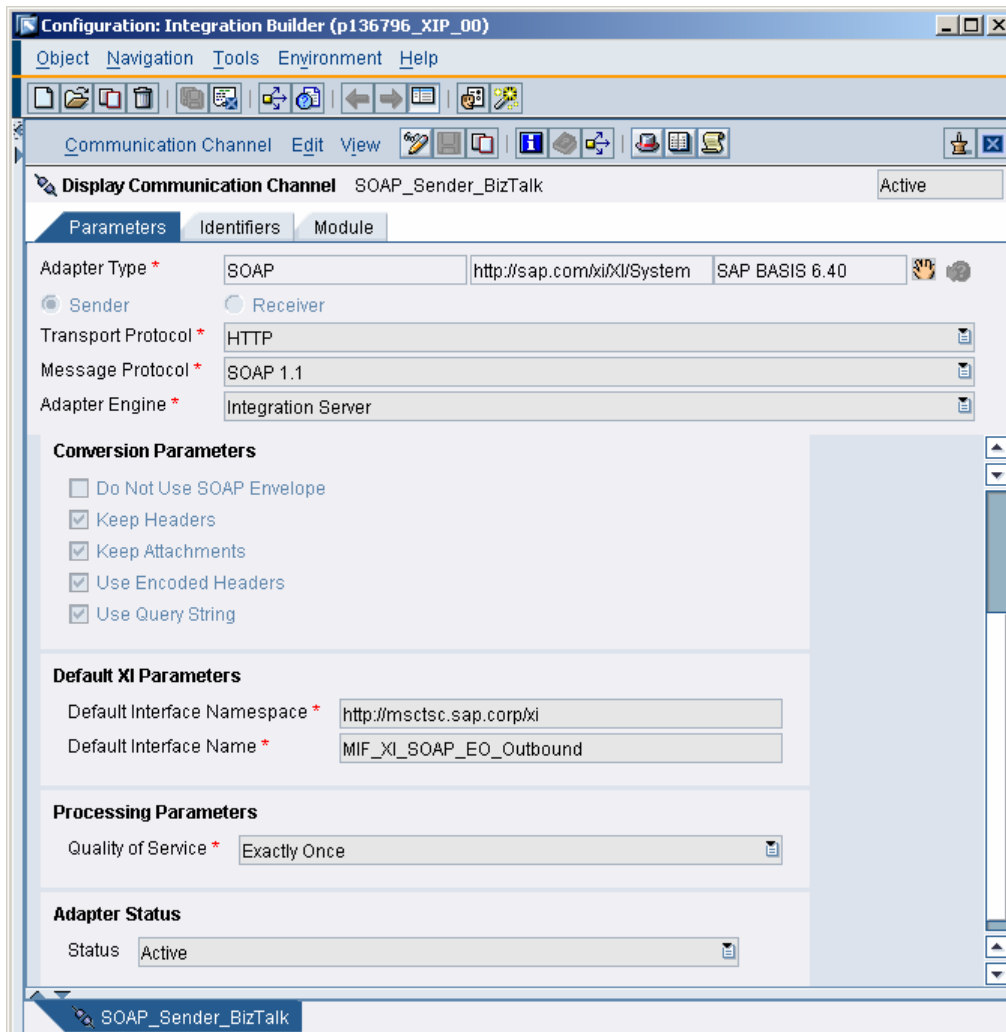 Configuration: Integration Builder (p136796_XIP_00)
Object Navigation Tools Environment Help
Communication Channel Edit View
Display Communication Channel SOAP_Sender_BizTalk Active
Parameters Identifiers Module
Adapter Type * SOAP http://sap.com/xi/XI/System SAP BASIS 6.40
Sender Receiver
Transport Protocol * HTTP
Message Protocol * SOAP 1.1
Adapter Engine * Integration Server
Conversion Parameters
Do Not Use SOAP Envelope
Keep Headers
Keep Attachments
Use Encoded Headers
Use Query String
Default XI Parameters
Default Interface Namespace * http://msctsc.sap.corp/xi
Default Interface Name * MIF_XI_SOAP_EO_Outbound
Processing Parameters
Quality of Service * Exactly Once
Adapter Status
Status Active
SOAP_Sender_BizTalk